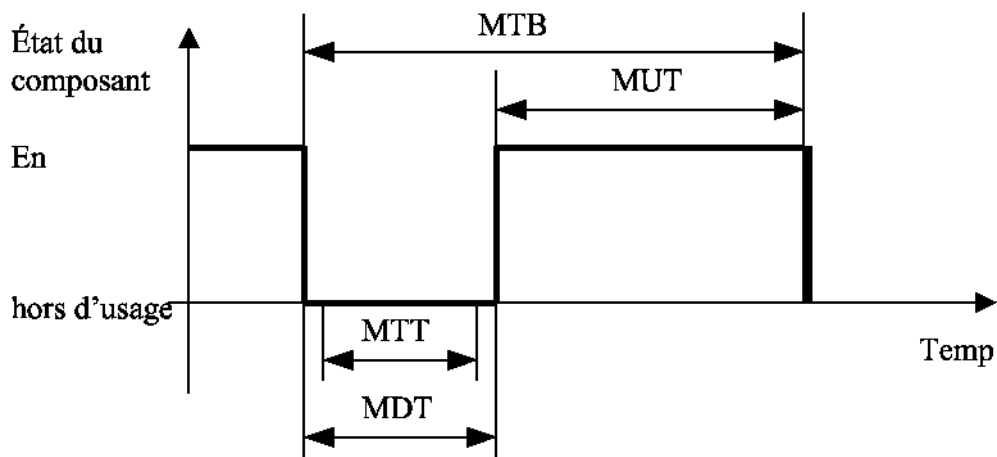 MTB
État du
composant
MUT
En
hors d’usage
MTT
Temp
MDT